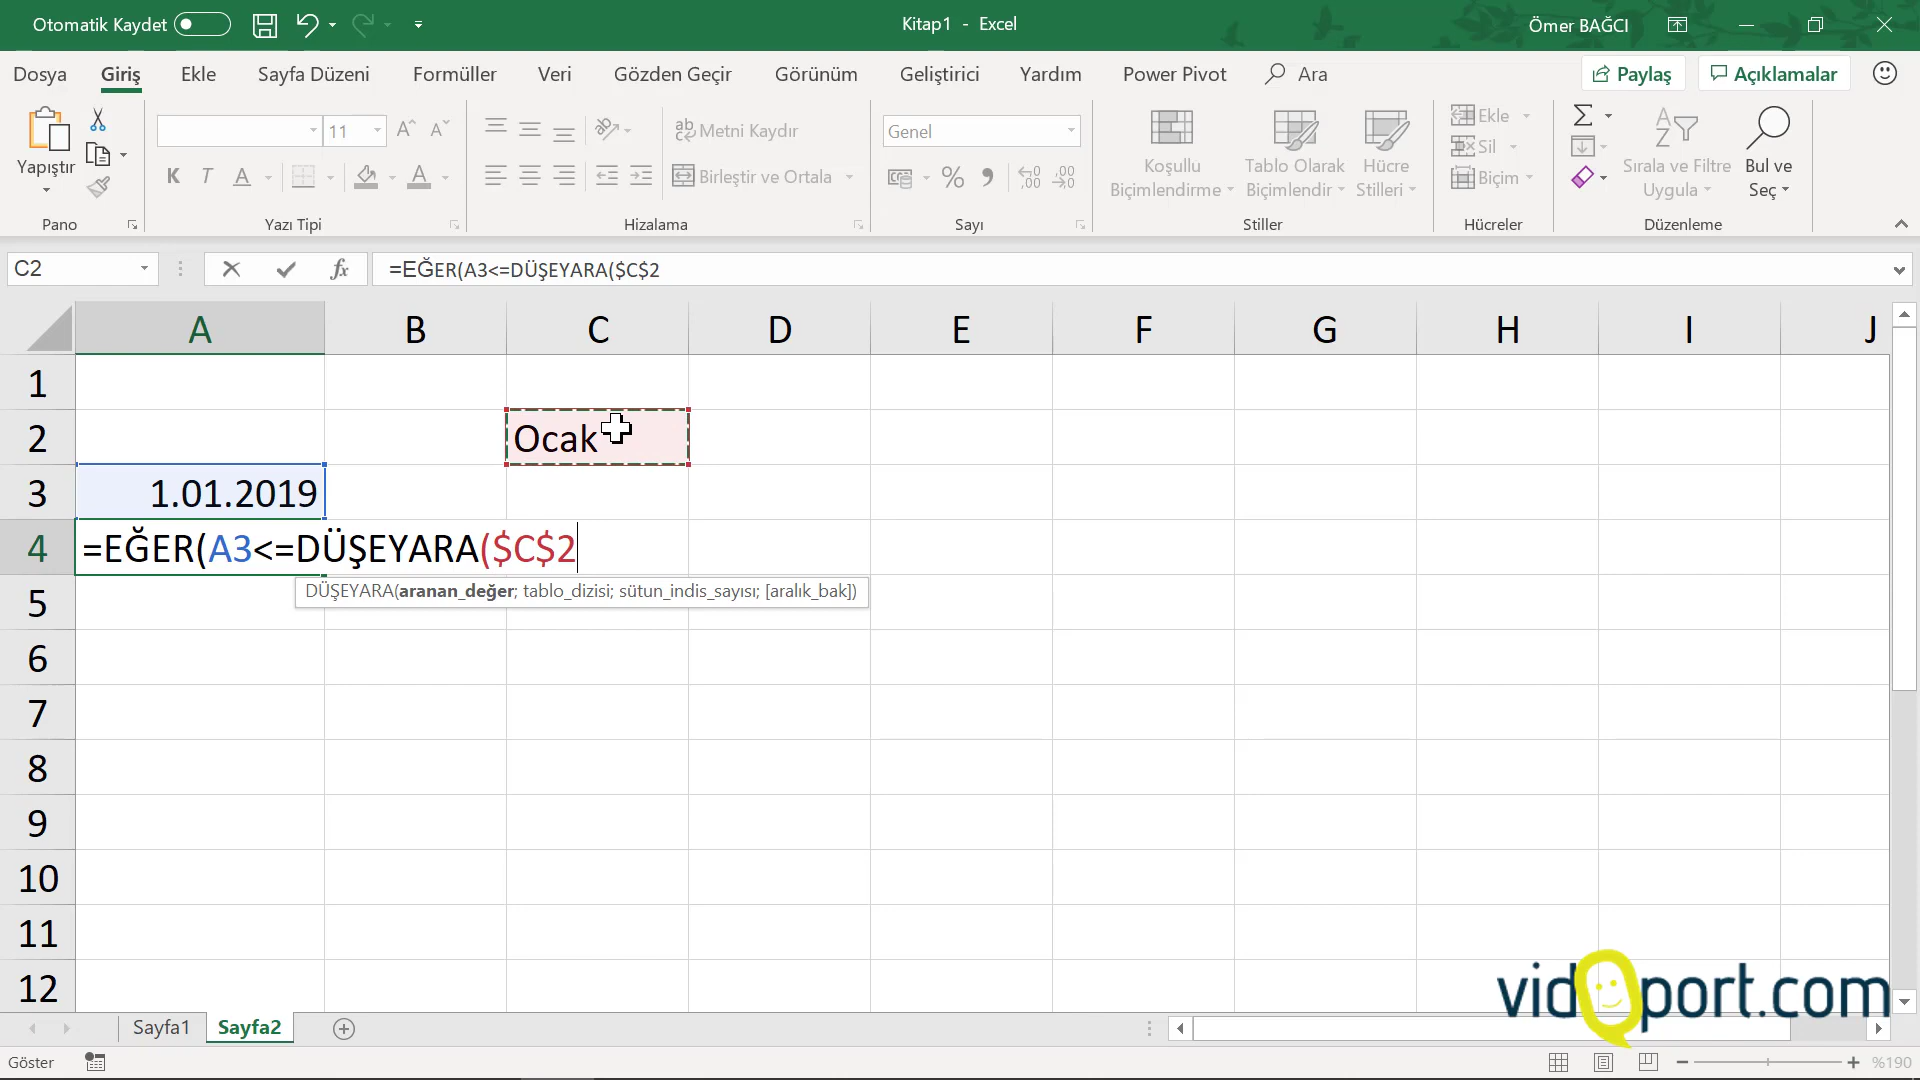 Otomatik Kaydet
Kitap1 - Excel
Ömer BAĞCI
Dosya Giriş Ekle Sayfa Düzeni Formüller Veri Gözden Geçir Görünüm Geliştirici Yardım Power Pivot Ara Paylaş Açıklamalar
Yapıştır
Pano
11
K T A
Yazı Tipi
Metni Kaydır
Birleştir ve Ortala
Hizalama
Genel
Sayı
Koşullu
Biçimlendirme
Tablo Olarak
Biçimlendir
Hücre
Stilleri
Stiller
Ekle
Sil
Biçim
Hücreler
Sırala ve Filtre
Uygula
Bul ve
Seç
Düzenleme
C2
fx
=EĞER(A3<=DÜŞEYARA($C$2
A B C D E F G H I J
1
2 Ocak
3 1.01.2019
4 =EĞER(A3<=DÜŞEYARA($C$2
DÜŞEYARA(aranan_değer; tablo_dizisi; sütun_indis_sayısı; [aralık_bak])
5
6
7
8
9
10
11
12
vidoport.com
Sayfa1 Sayfa2
Göster
%190